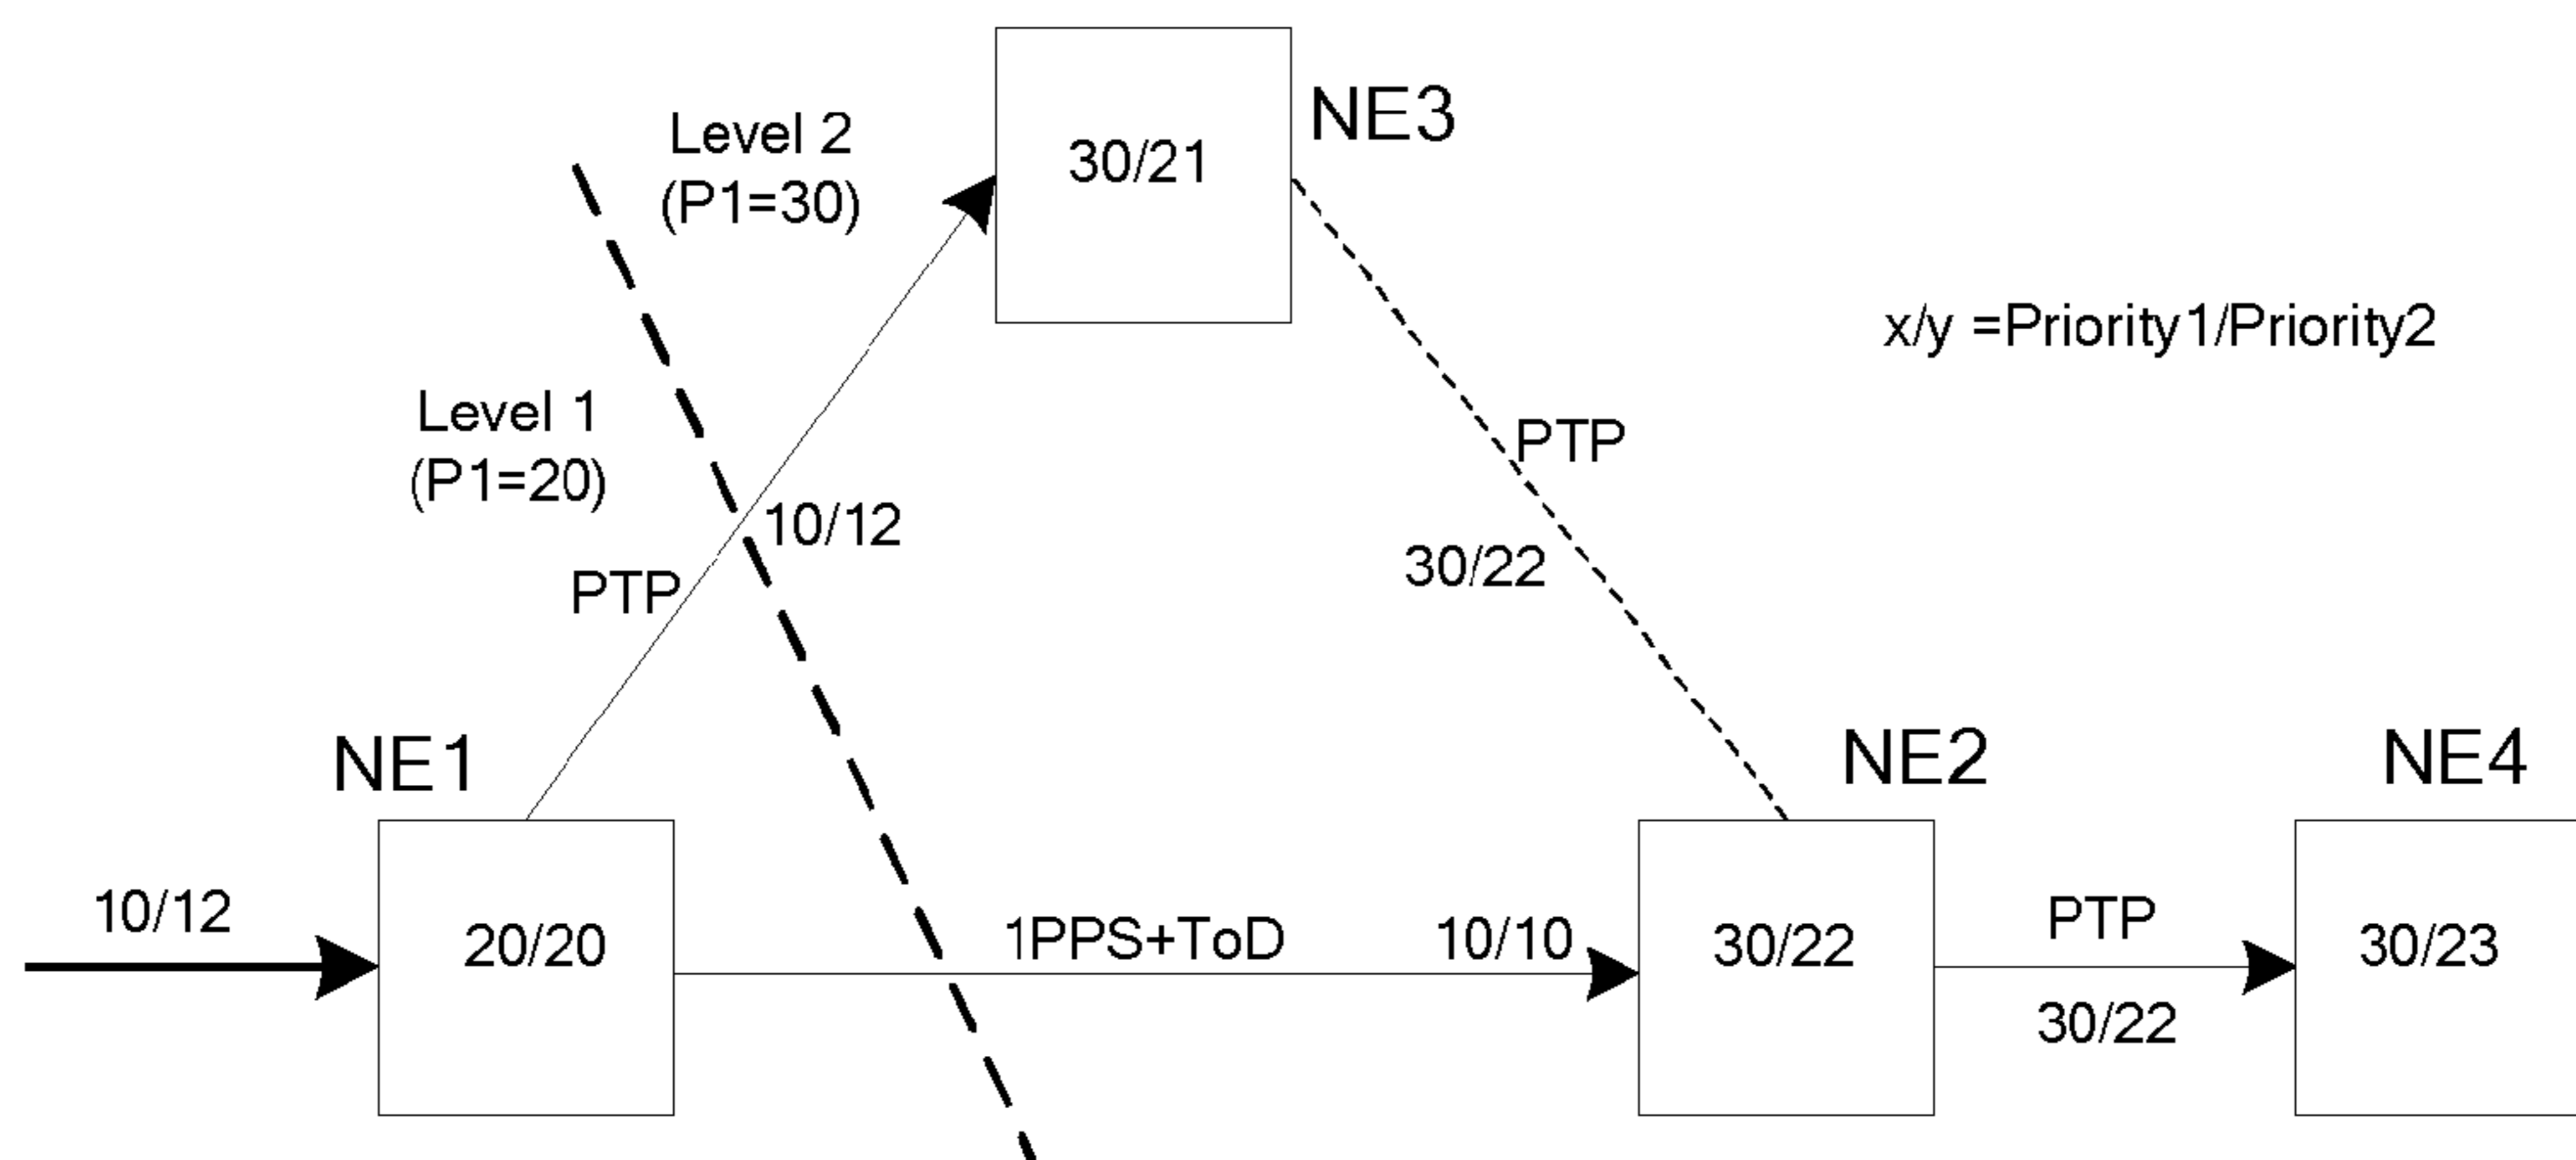 NE3
Level 2
(P1=30)
30/21
x/y =Priority1/Priority2
Level 1
(P1=20)
PTP
10/12
30/22
PTP
NE1
NE2
NE4
10/12
20/20
1PPS+ToD
10/10
30/22
PTP
30/23
30/22